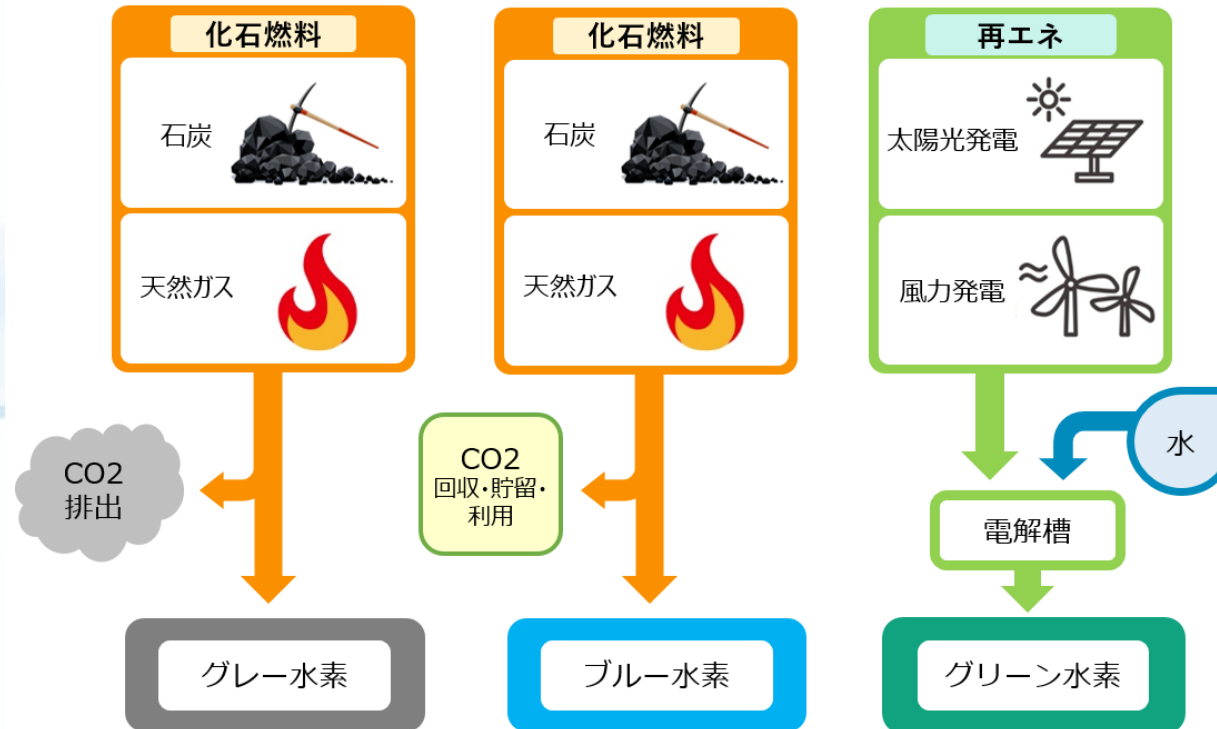 化石燃料
石炭
天然ガス
CO2
排出
グレー水素
化石燃料
石炭
天然ガス
CO2
回収・貯留・
利用
ブルー水素
再エネ
太陽光発電
風力発電
水
電解槽
グリーン水素